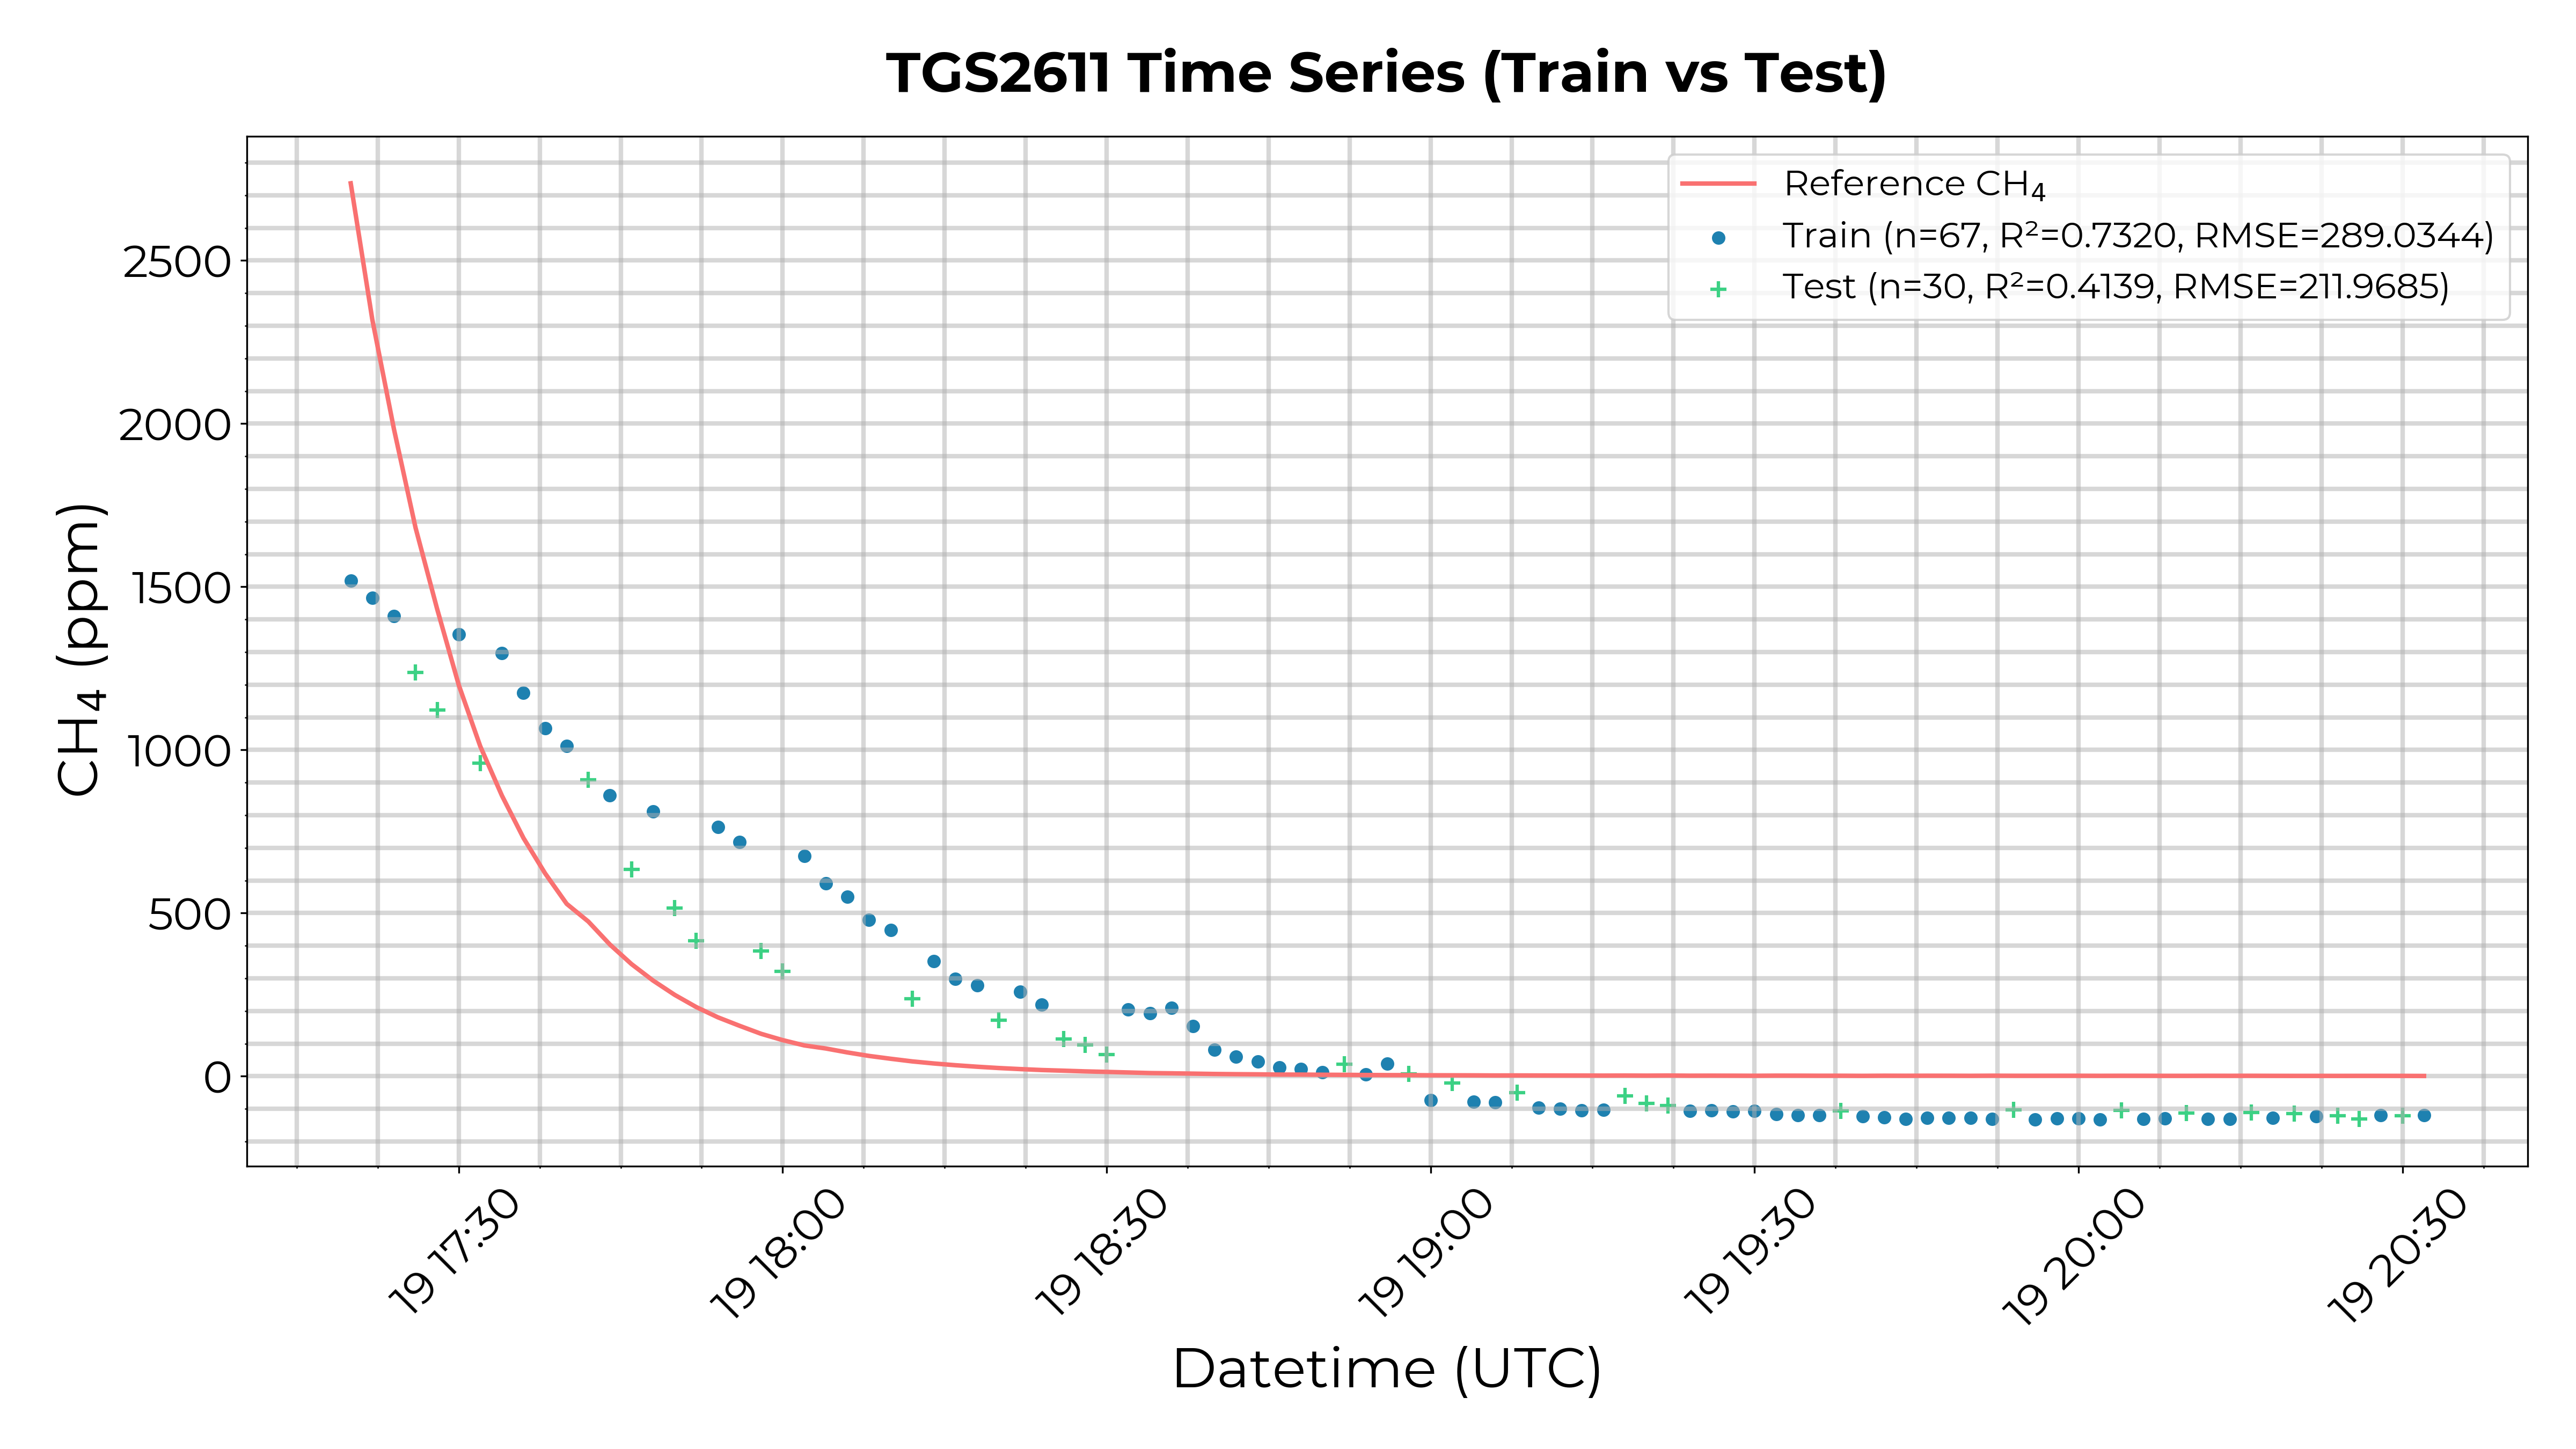 TGS2611 Time Series (Train vs Test)
Reference CH₄
Train (n=67, R²=0.7320, RMSE=289.0344)
Test (n=30, R²=0.4139, RMSE=211.9685)
CH₄ (ppm)
2500
2000
1500
1000
500
0
19 17:30
19 18:00
19 18:30
19 19:00
19 19:30
19 20:00
19 20:30
Datetime (UTC)